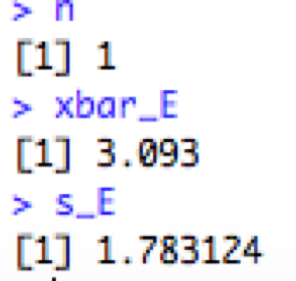 > n
[1] 1
> xbar_E
[1] 3.093
> s_E
[1] 1.783124